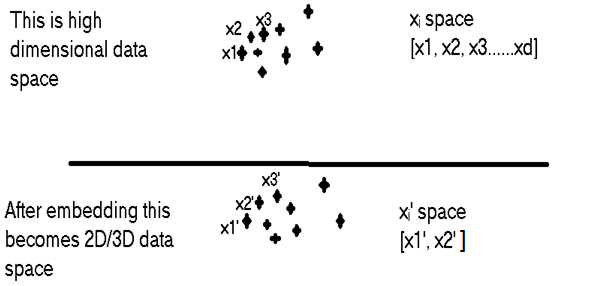 This is high
dimensional data
space
x2 x3
x1
xi space
[x1, x2, x3......xd]
After embedding this
becomes 2D/3D data
space
x3'
x2'
x1'
xi' space
[x1', x2' ]